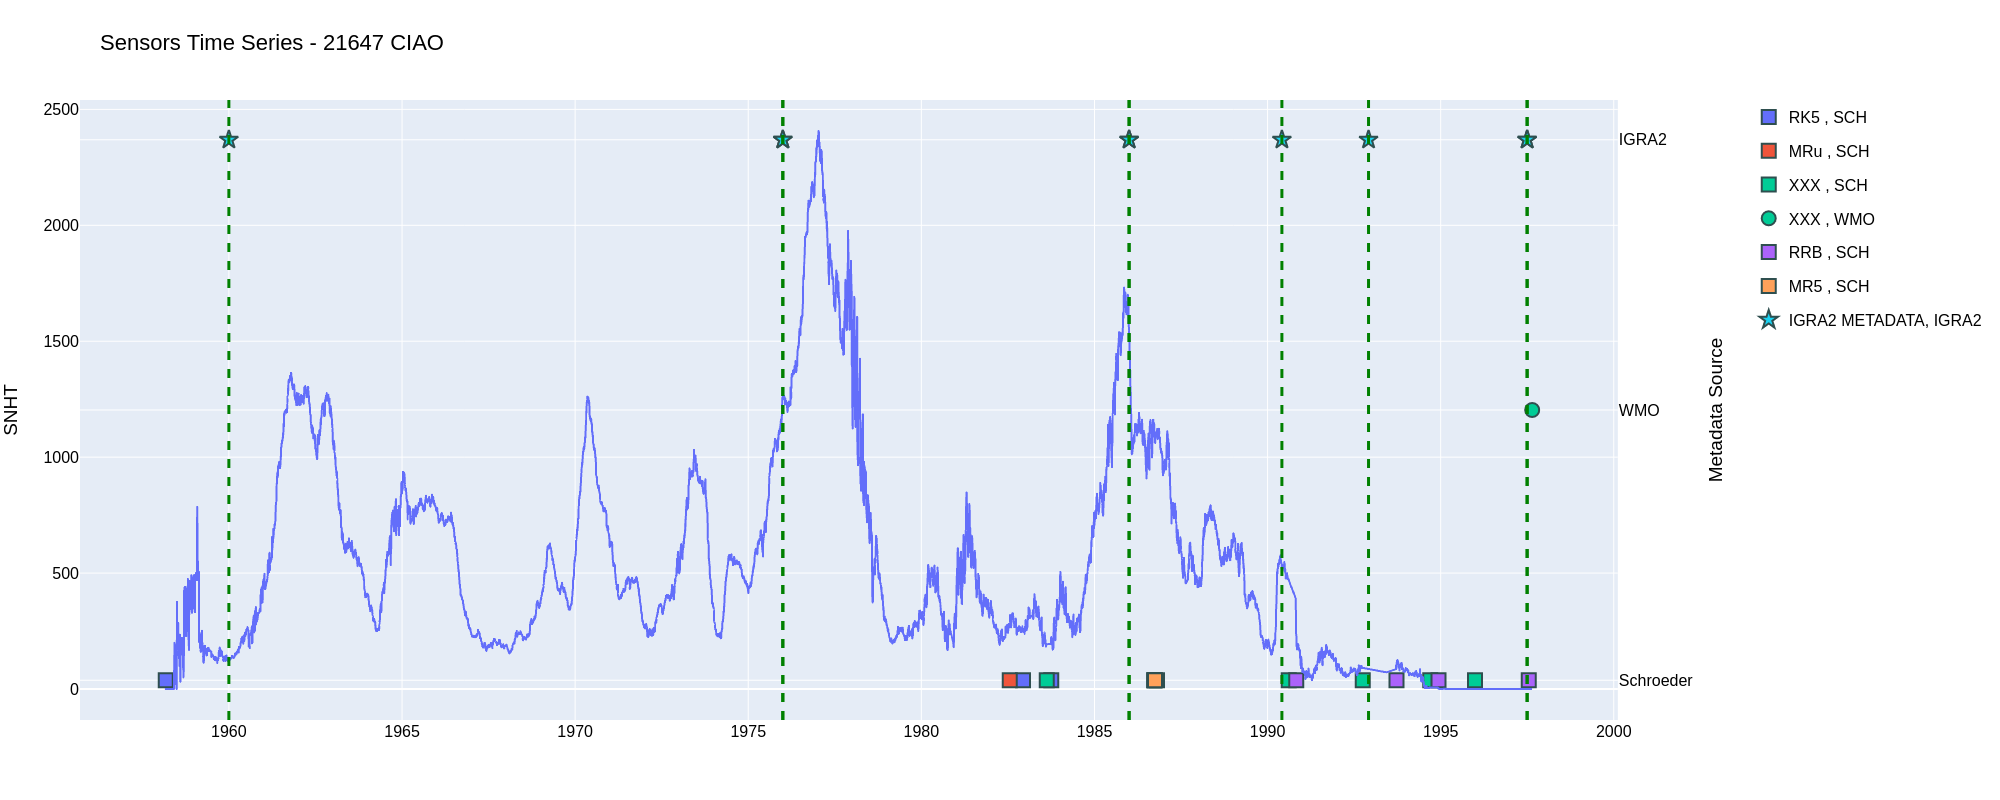 Sensors Time Series - 21647 CIAO
2500
2000
1500
1000
500
0
SNHT
1960
1965
1970
1975
1980
1985
1990
1995
2000
IGRA2
WMO
Schroeder
Metadata Source
RK5 , SCH
MRu , SCH
XXX , SCH
XXX , WMO
RRB , SCH
MR5 , SCH
IGRA2 METADATA, IGRA2